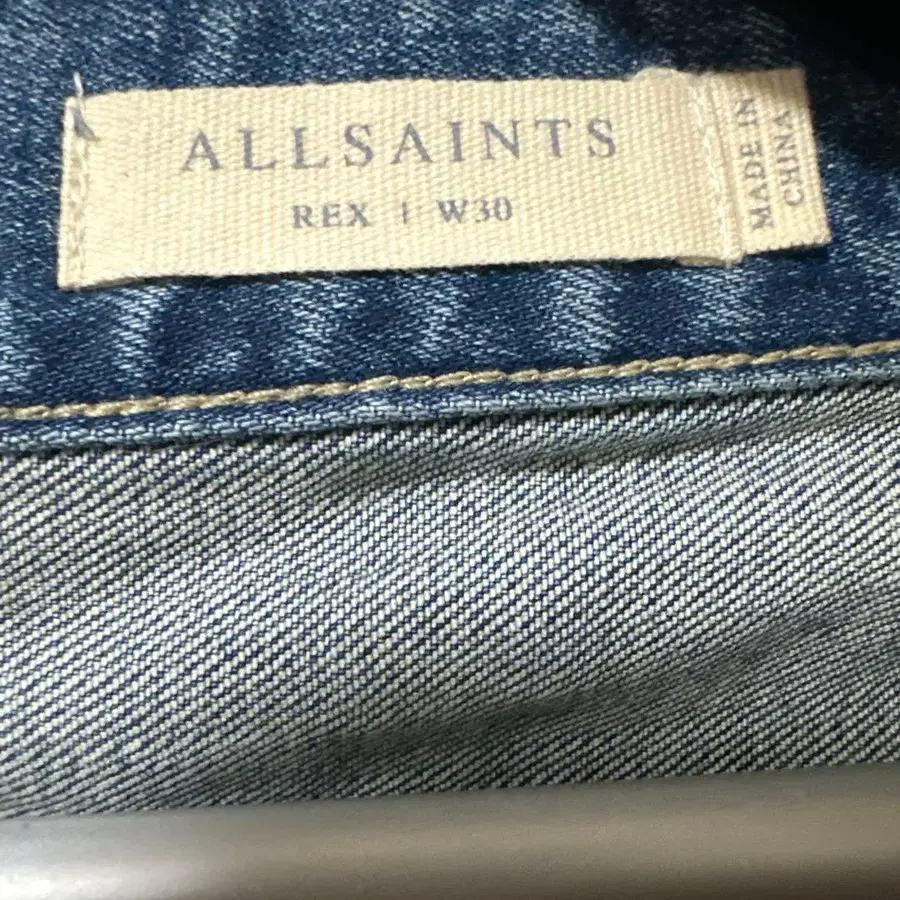 ALLSAINTS
REX | W30
MADE IN
CHINA